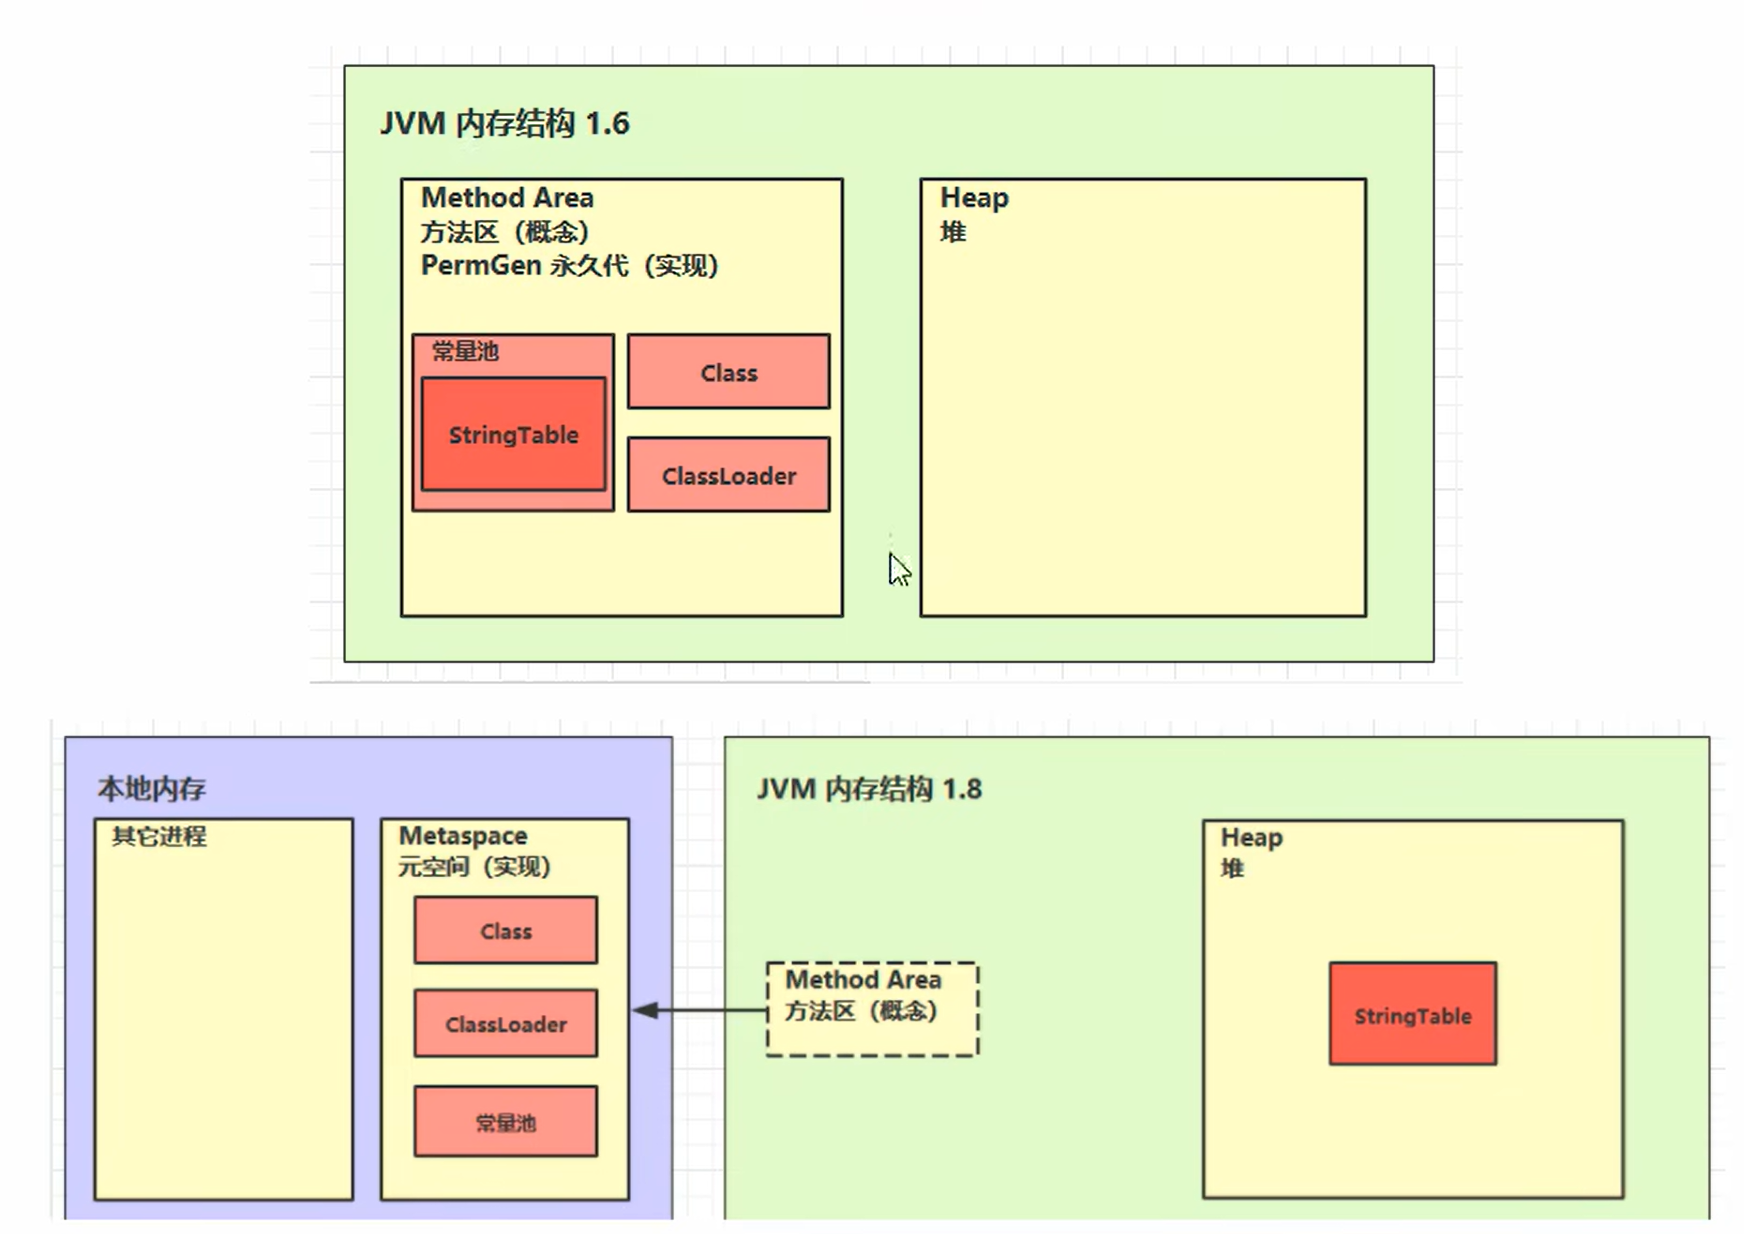 JVM 内存结构 1.6
Method Area
方法区（概念）
PermGen 永久代（实现）
常量池
StringTable
Class
ClassLoader
Heap
堆
本地内存
其它进程
Metaspace
元空间（实现）
Class
ClassLoader
常量池
JVM 内存结构 1.8
Method Area
方法区（概念）
Heap
堆
StringTable